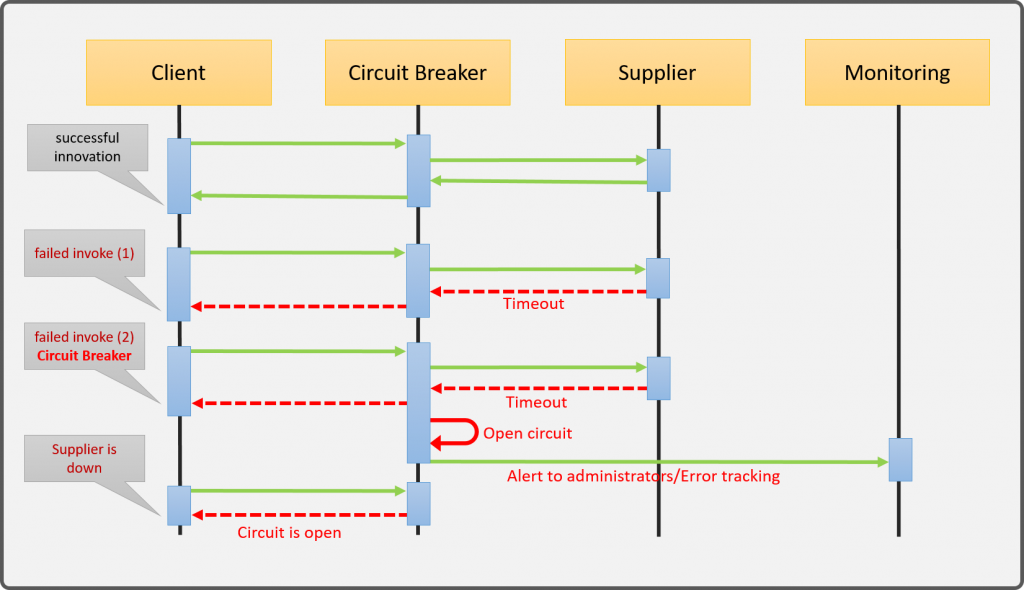 Client
Circuit Breaker
Supplier
Monitoring
successful
innovation
failed invoke (1)
Timeout
failed invoke (2)
Circuit Breaker
Timeout
Open circuit
Supplier is
down
Alert to administrators/Error tracking
Circuit is open